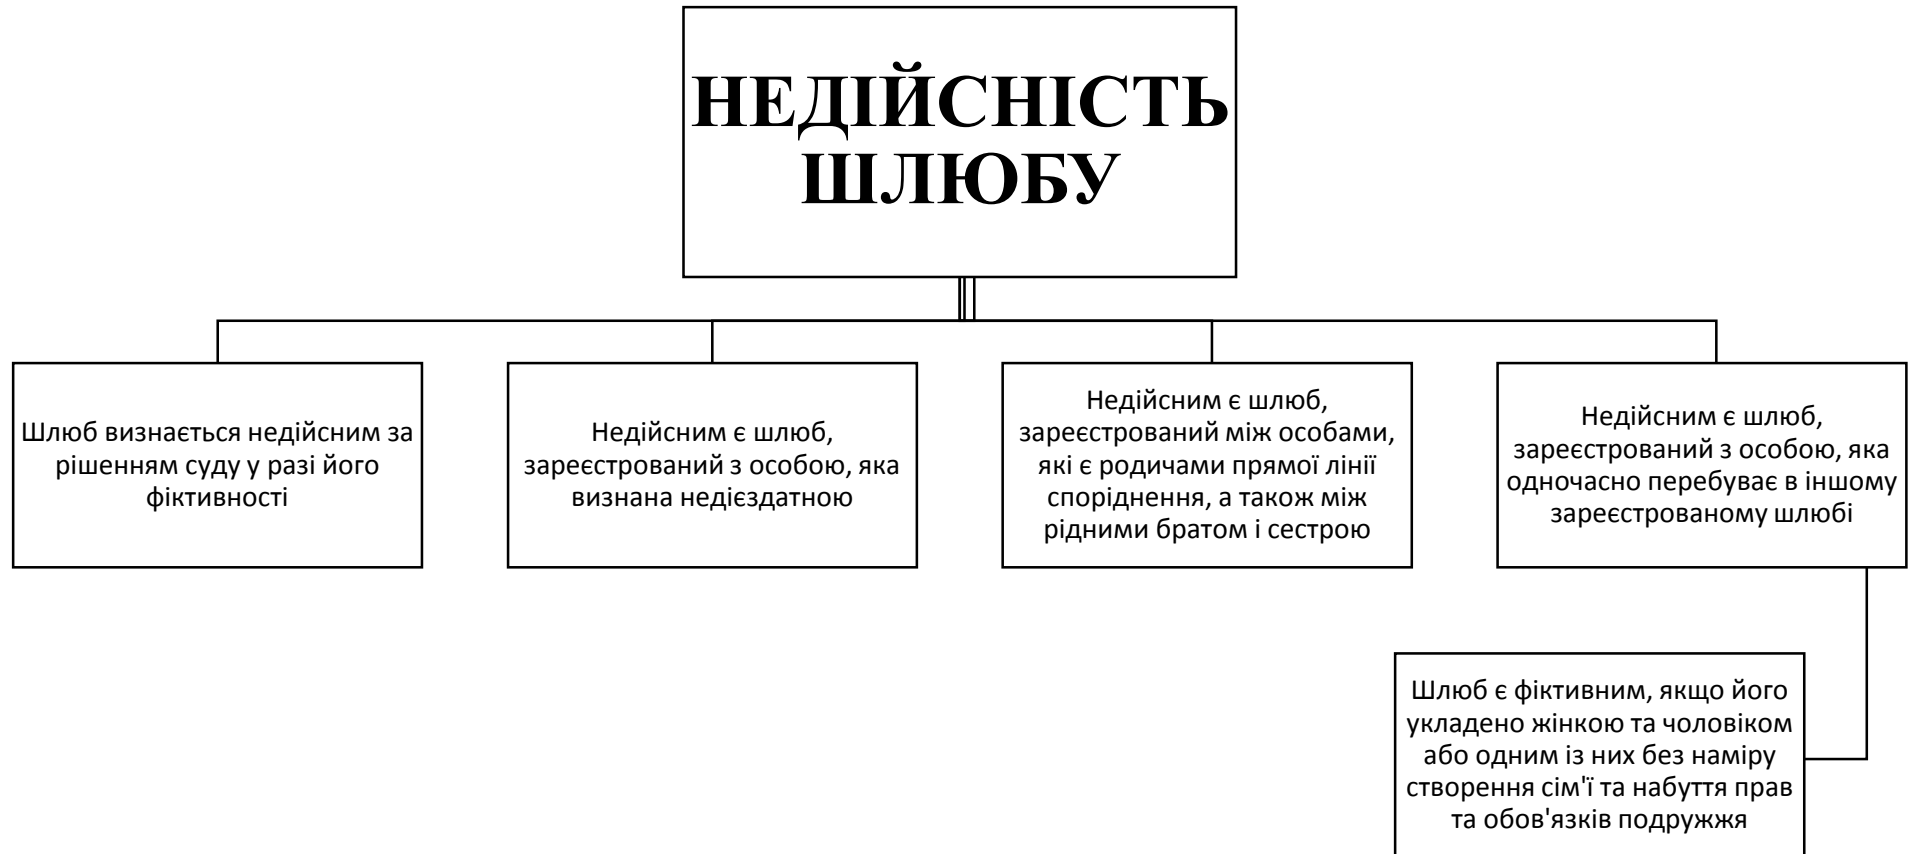 НЕДІЙСНІСТЬ
ШЛЮБУ
Шлюб визнається недійсним за
рішенням суду у разі його
фіктивності
Недійсним є шлюб,
зареєстрований з особою, яка
визнана недієздатною
Недійсним є шлюб,
зареєстрований між особами,
які є родичами прямої лінії
споріднення, а також між
рідними братом і сестрою
Недійсним є шлюб,
зареєстрований з особою, яка
одночасно перебуває в іншому
зареєстрованому шлюбі
Шлюб є фіктивним, якщо його
укладено жінкою та чоловіком
або одним із них без наміру
створення сім'ї та набуття прав
та обов'язків подружжя